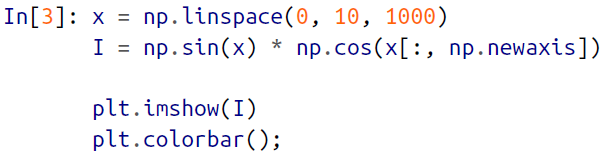 In[3]: x = np.linspace(0, 10, 1000)
I = np.sin(x) * np.cos(x[:, np.newaxis])
plt.imshow(I)
plt.colorbar();